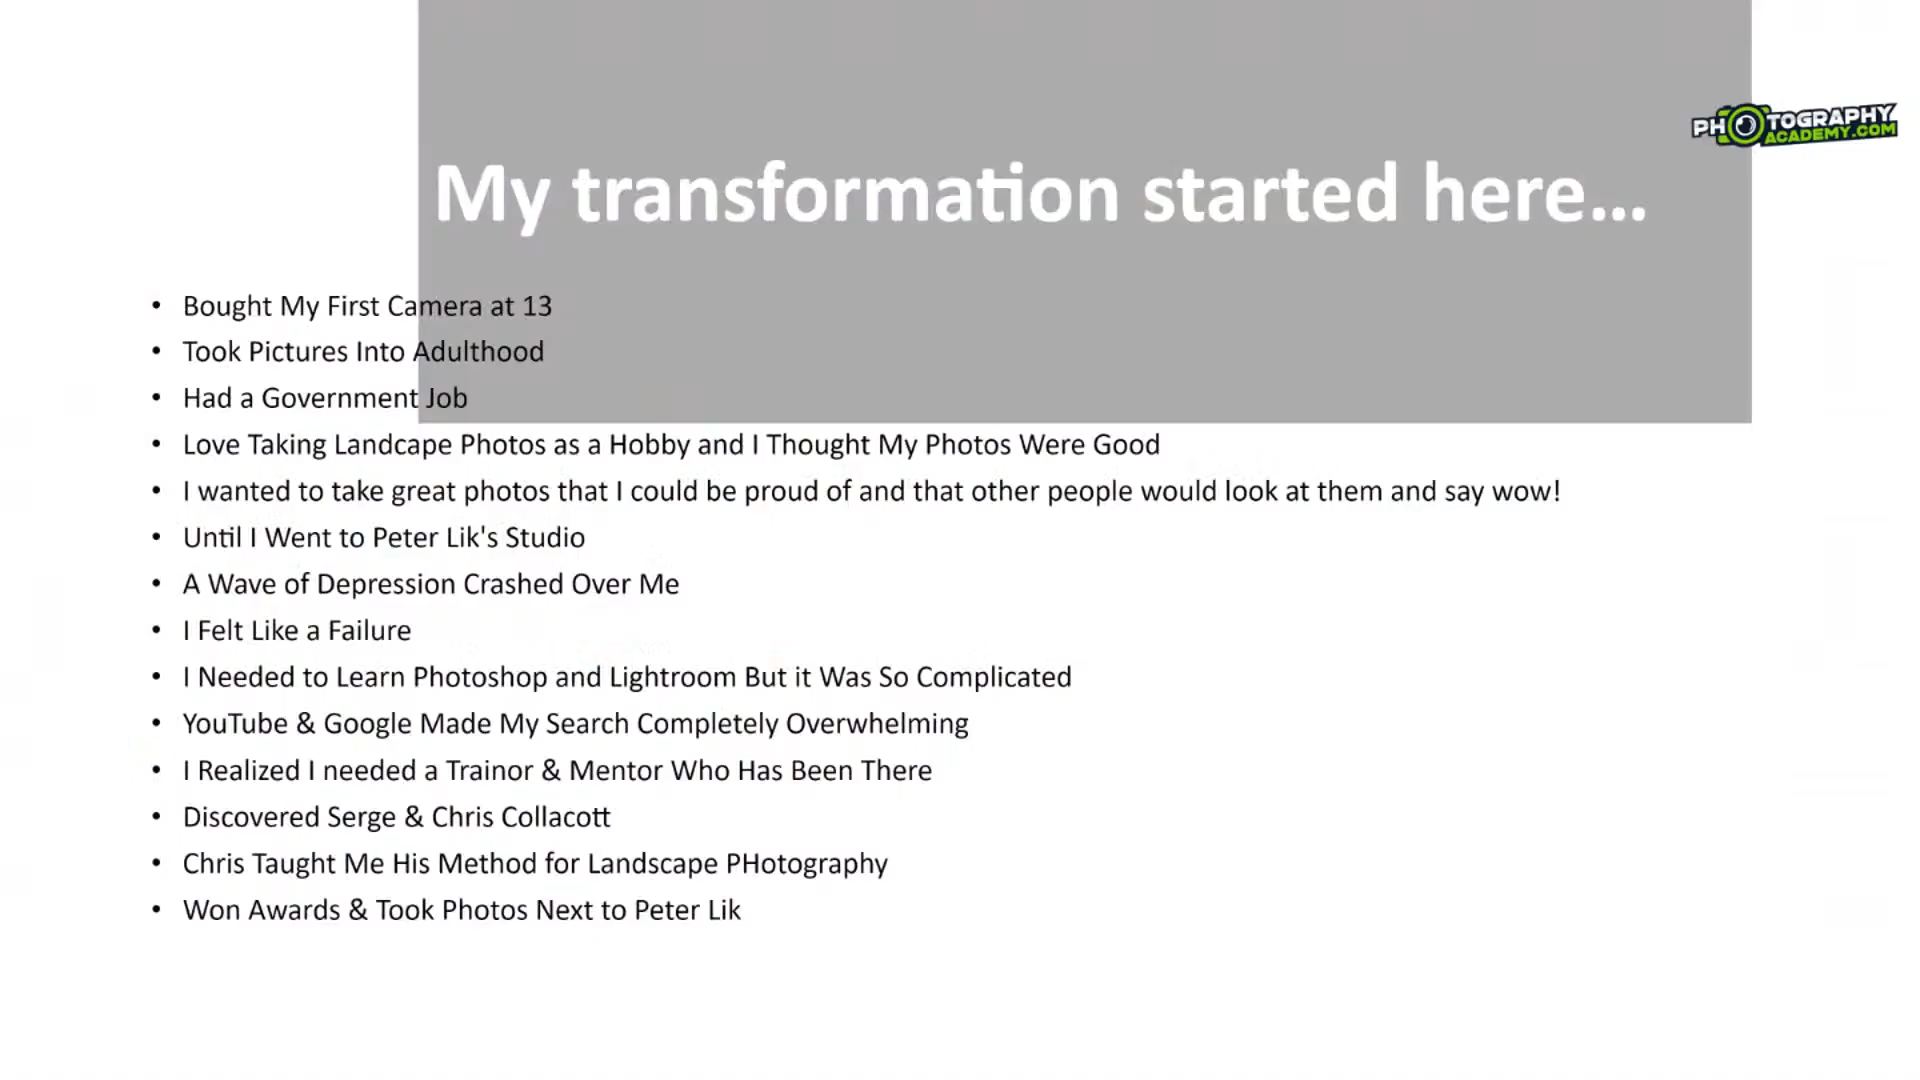 PHOTOGRAPHY
ACADEMY.COM
My transformation started here...
• Bought My First Camera at 13
• Took Pictures Into Adulthood
• Had a Government Job
• Love Taking Landcape Photos as a Hobby and I Thought My Photos Were Good
• I wanted to take great photos that I could be proud of and that other people would look at them and say wow!
• Until I Went to Peter Lik's Studio
• A Wave of Depression Crashed Over Me
• I Felt Like a Failure
• I Needed to Learn Photoshop and Lightroom But it Was So Complicated
• YouTube & Google Made My Search Completely Overwhelming
• I Realized I needed a Trainor & Mentor Who Has Been There
• Discovered Serge & Chris Collacott
• Chris Taught Me His Method for Landscape PHotography
• Won Awards & Took Photos Next to Peter Lik